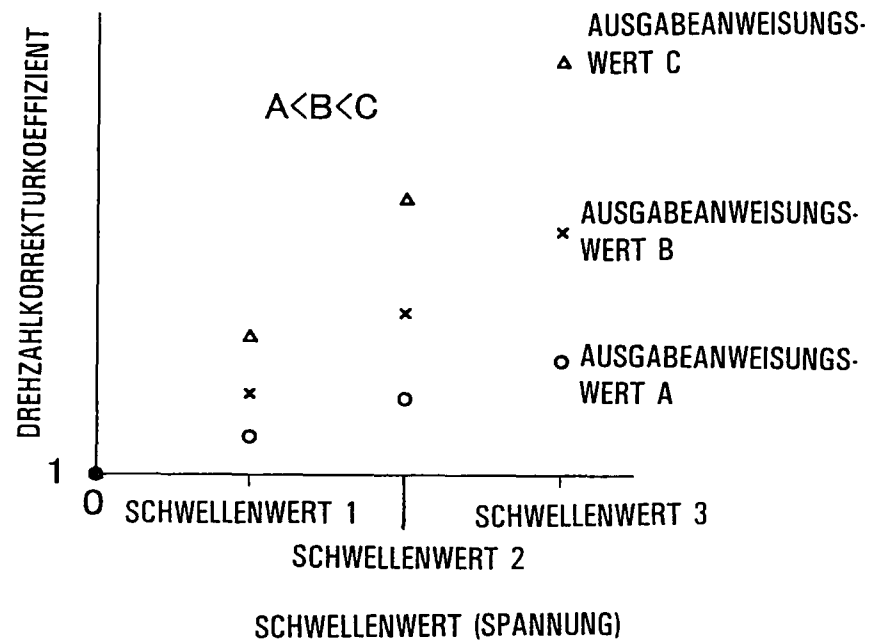 DREHZAHLKORREKTURKOEFFIZIENT
AUSGABEANWEISUNGS-
WERT C
A<B<C
AUSGABEANWEISUNGS-
WERT B
AUSGABEANWEISUNGS-
WERT A
1
0
SCHWELLENWERT 1
SCHWELLENWERT 3
SCHWELLENWERT 2
SCHWELLENWERT (SPANNUNG)